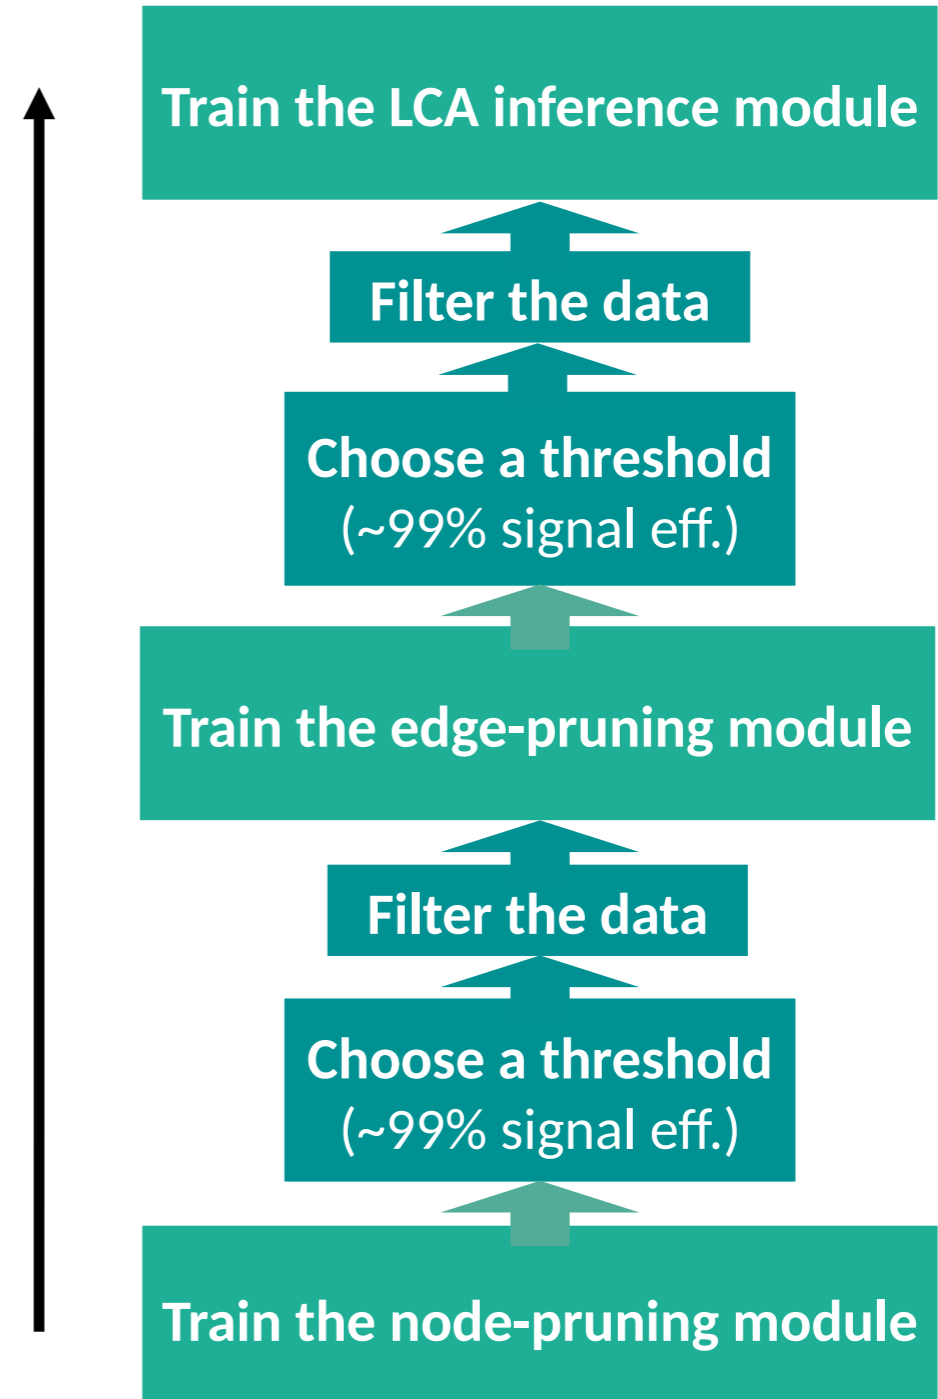 Train the LCA inference module
Filter the data
Choose a threshold
(~99% signal eff.)
Train the edge-pruning module
Filter the data
Choose a threshold
(~99% signal eff.)
Train the node-pruning module